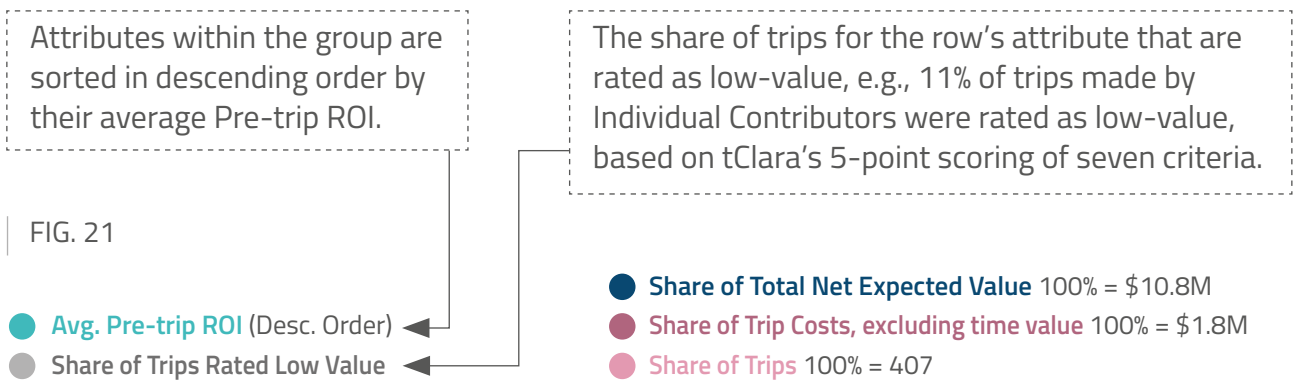 Attributes within the group are
sorted in descending order by
their average Pre-trip ROI.
The share of trips for the row's attribute that are
rated as low-value, e.g., 11% of trips made by
Individual Contributors were rated as low-value,
based on tClara's 5-point scoring of seven criteria.
FIG. 21
Avg. Pre-trip ROI (Desc. Order)
Share of Trips Rated Low Value
Share of Total Net Expected Value 100% = $10.8M
Share of Trip Costs, excluding time value 100% = $1.8M
Share of Trips 100% = 407